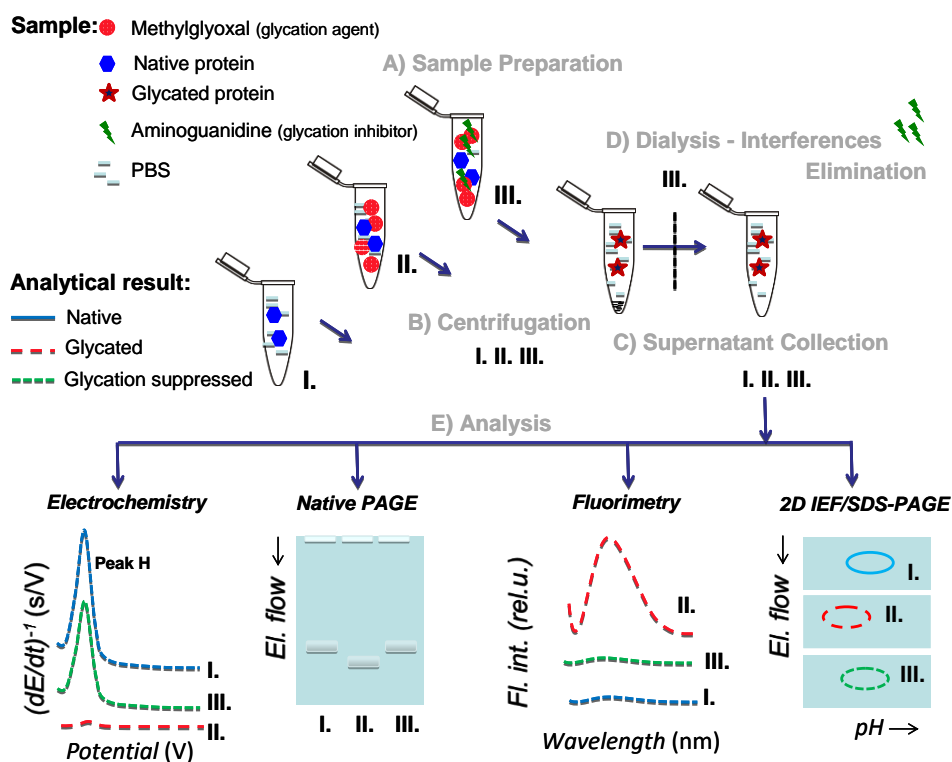 Sample:
Methylglyoxal (glycation agent)
Native protein
Glycated protein
Aminoguanidine (glycation inhibitor)
PBS
A) Sample Preparation
III.
II.
I.
D) Dialysis - Interferences
Elimination
III.
B) Centrifugation
I. II. III.
C) Supernatant Collection
I. II. III.
Analytical result:
Native
Glycated
Glycation suppressed
E) Analysis
Electrochemistry
Peak H
(dE/dt)-1 (s/V)
I.
III.
II.
Potential (V)
Native PAGE
El. flow →
I. II. III.
Fluorimetry
Fl. int. (rel.u.)
II.
III.
I.
Wavelength (nm)
2D IEF/SDS-PAGE
El. flow →
I.
II.
III.
pH →